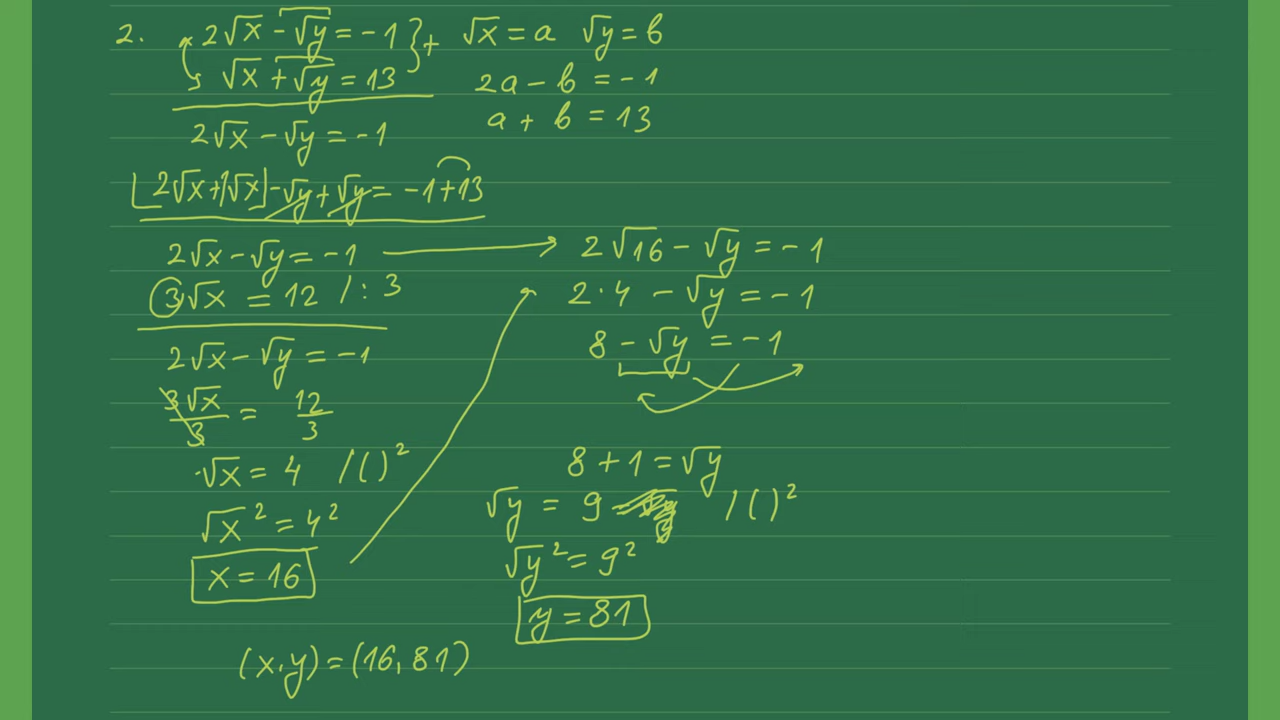 2. 2√x - √y = -1 } +
√x + √y = 13
√x = a √y = b
2a - b = -1
a + b = 13
2√x - √y = -1
[2√x + 1√x] - √y + √y = -1 + 13
2√x - √y = -1
3√x = 12 / : 3
2√x - √y = -1
3√x/3 = 12/3
√x = 4 /( )²
√x² = 4²
x = 16
2√16 - √y = -1
2·4 - √y = -1
8 - √y = -1
8 + 1 = √y
√y = 9 /( )²
√y² = 9²
y = 81
(x,y) = (16, 81)